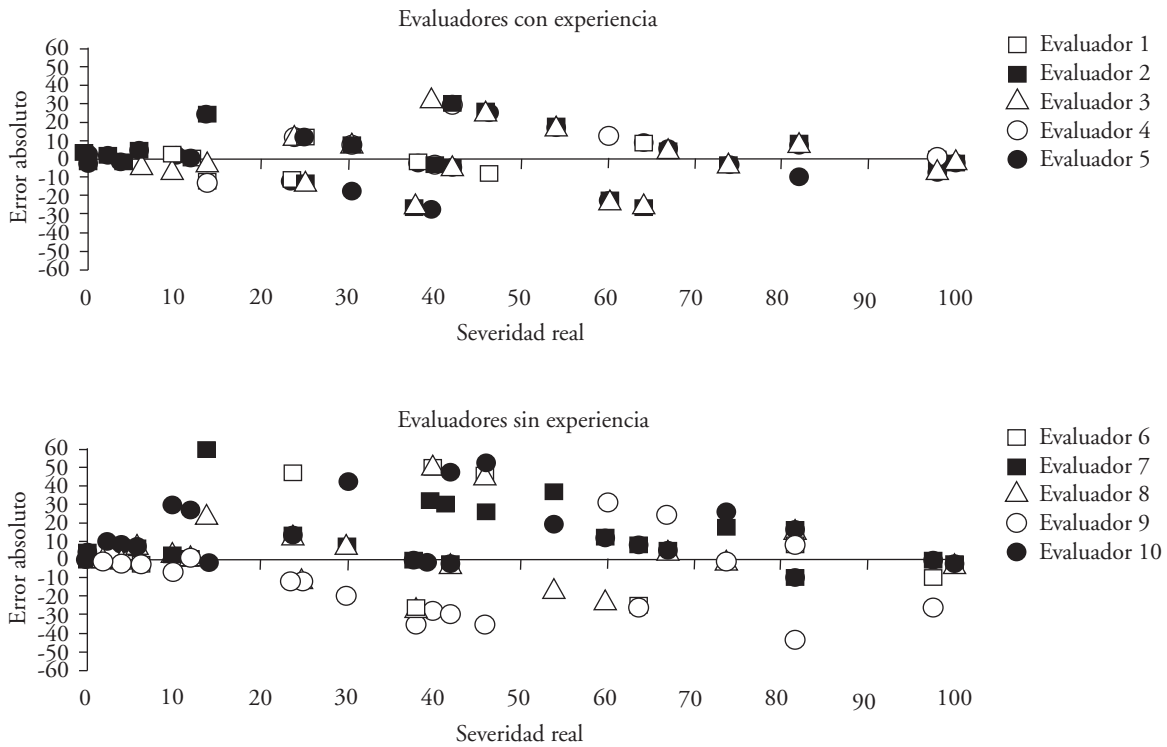 Evaluadores con experiencia
Error absoluto
60
50
40
30
20
10
0
-10
-20
-30
-40
-50
-60
0 10 20 30 40 50 60 70 80 90 100
Severidad real
Evaluador 1
Evaluador 2
Evaluador 3
Evaluador 4
Evaluador 5
Evaluadores sin experiencia
Error absoluto
60
50
40
30
20
10
0
-10
-20
-30
-40
-50
-60
0 10 20 30 40 50 60 70 80 90 100
Severidad real
Evaluador 6
Evaluador 7
Evaluador 8
Evaluador 9
Evaluador 10